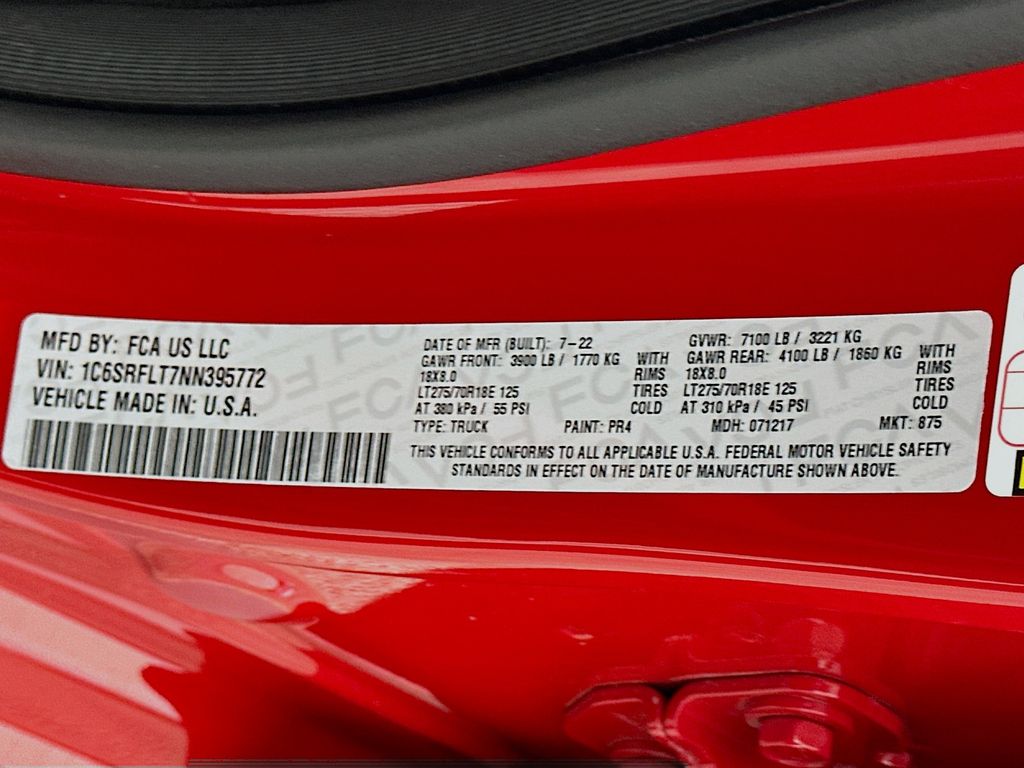 MFD BY: FCA US LLC
VIN: 1C6SRFLT7NN395772
VEHICLE MADE IN: U.S.A.
DATE OF MFR (BUILT): 7-22
GAWR FRONT: 3900 LB / 1770 KG WITH
18X8.0 RIMS
LT275/70R18E 125 TIRES
AT 380 kPa / 55 PSI COLD
GVWR: 7100 LB / 3221 KG
GAWR REAR: 4100 LB / 1860 KG WITH
18X8.0 RIMS
LT275/70R18E 125 TIRES
AT 310 kPa / 45 PSI COLD
TYPE: TRUCK PAINT: PR4 MDH: 071217 MKT: 875
THIS VEHICLE CONFORMS TO ALL APPLICABLE U.S.A. FEDERAL MOTOR VEHICLE SAFETY
STANDARDS IN EFFECT ON THE DATE OF MANUFACTURE SHOWN ABOVE.